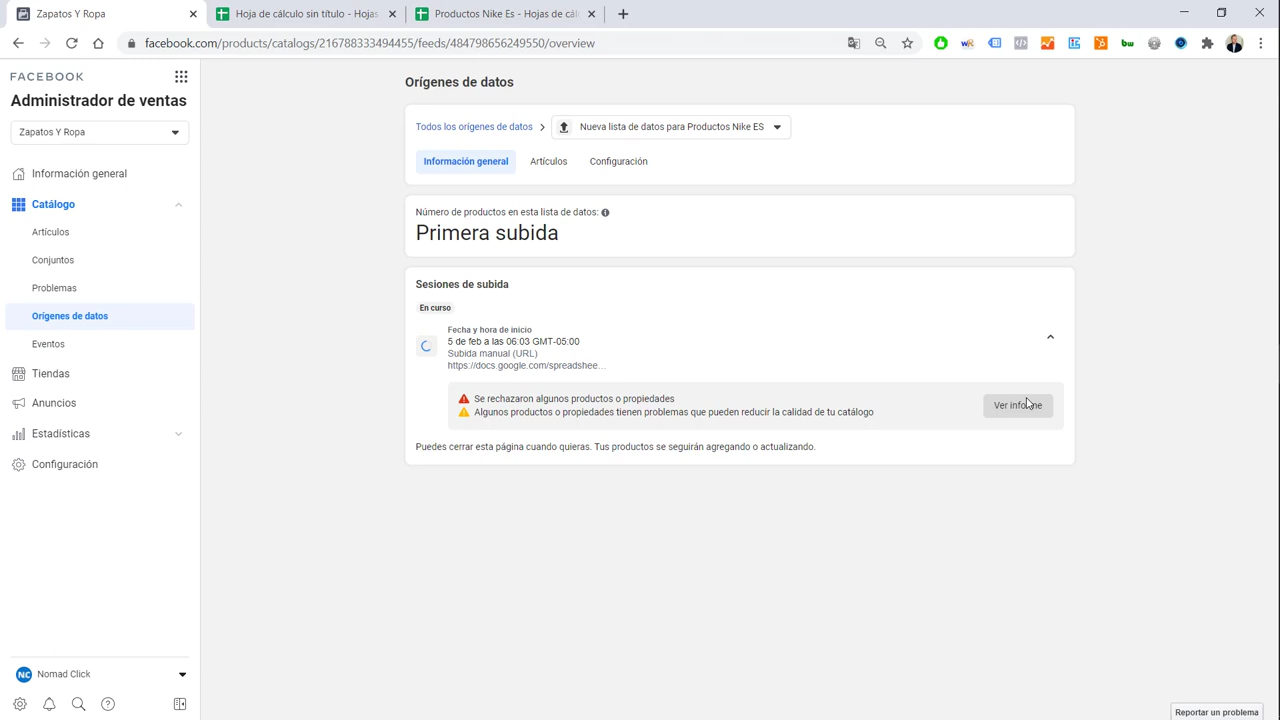 Zapatos Y Ropa
Hoja de cálculo sin título - Hojas
Productos Nike Es - Hojas de cál
facebook.com/products/catalogs/216788333494455/feeds/484798656249550/overview
FACEBOOK
Administrador de ventas
Zapatos Y Ropa
Información general
Catálogo
Artículos
Conjuntos
Problemas
Orígenes de datos
Eventos
Tiendas
Anuncios
Estadísticas
Configuración
NC Nomad Click
Orígenes de datos
Todos los orígenes de datos
Nueva lista de datos para Productos Nike ES
Información general Artículos Configuración
Número de productos en esta lista de datos:
Primera subida
Sesiones de subida
En curso
Fecha y hora de inicio
5 de feb a las 06:03 GMT-05:00
Subida manual (URL)
https://docs.google.com/spreadshee...
Se rechazaron algunos productos o propiedades
Algunos productos o propiedades tienen problemas que pueden reducir la calidad de tu catálogo
Ver informe
Puedes cerrar esta página cuando quieras. Tus productos se seguirán agregando o actualizando.
Reportar un problema